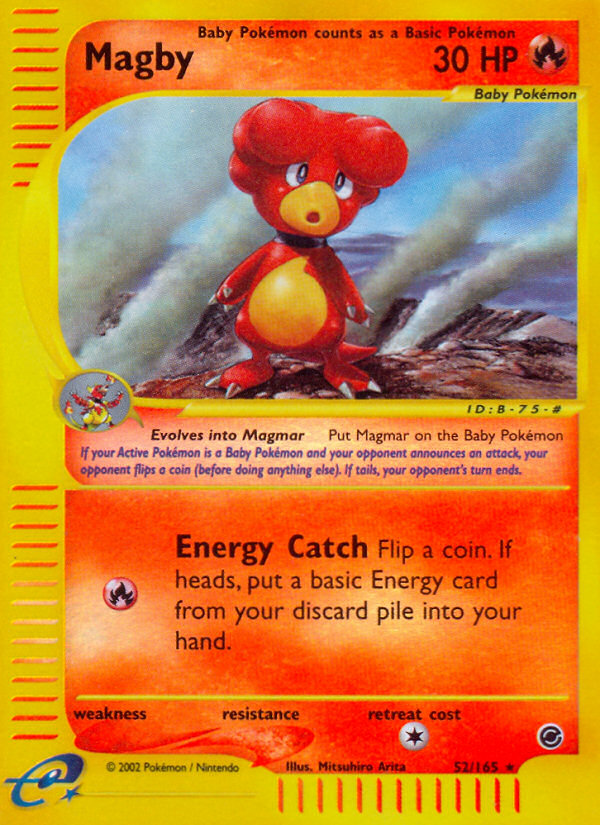 Baby Pokémon counts as a Basic Pokémon
Magby
30 HP
Baby Pokémon
ID:B-75-#
Evolves into Magmar Put Magmar on the Baby Pokémon
If your Active Pokémon is a Baby Pokémon and your opponent announces an attack, your
opponent flips a coin (before doing anything else). If tails, your opponent's turn ends.
Energy Catch Flip a coin. If
heads, put a basic Energy card
from your discard pile into your
hand.
weakness resistance retreat cost
© 2002 Pokémon / Nintendo Illus. Mitsuhiro Arita 52/165 ★
e